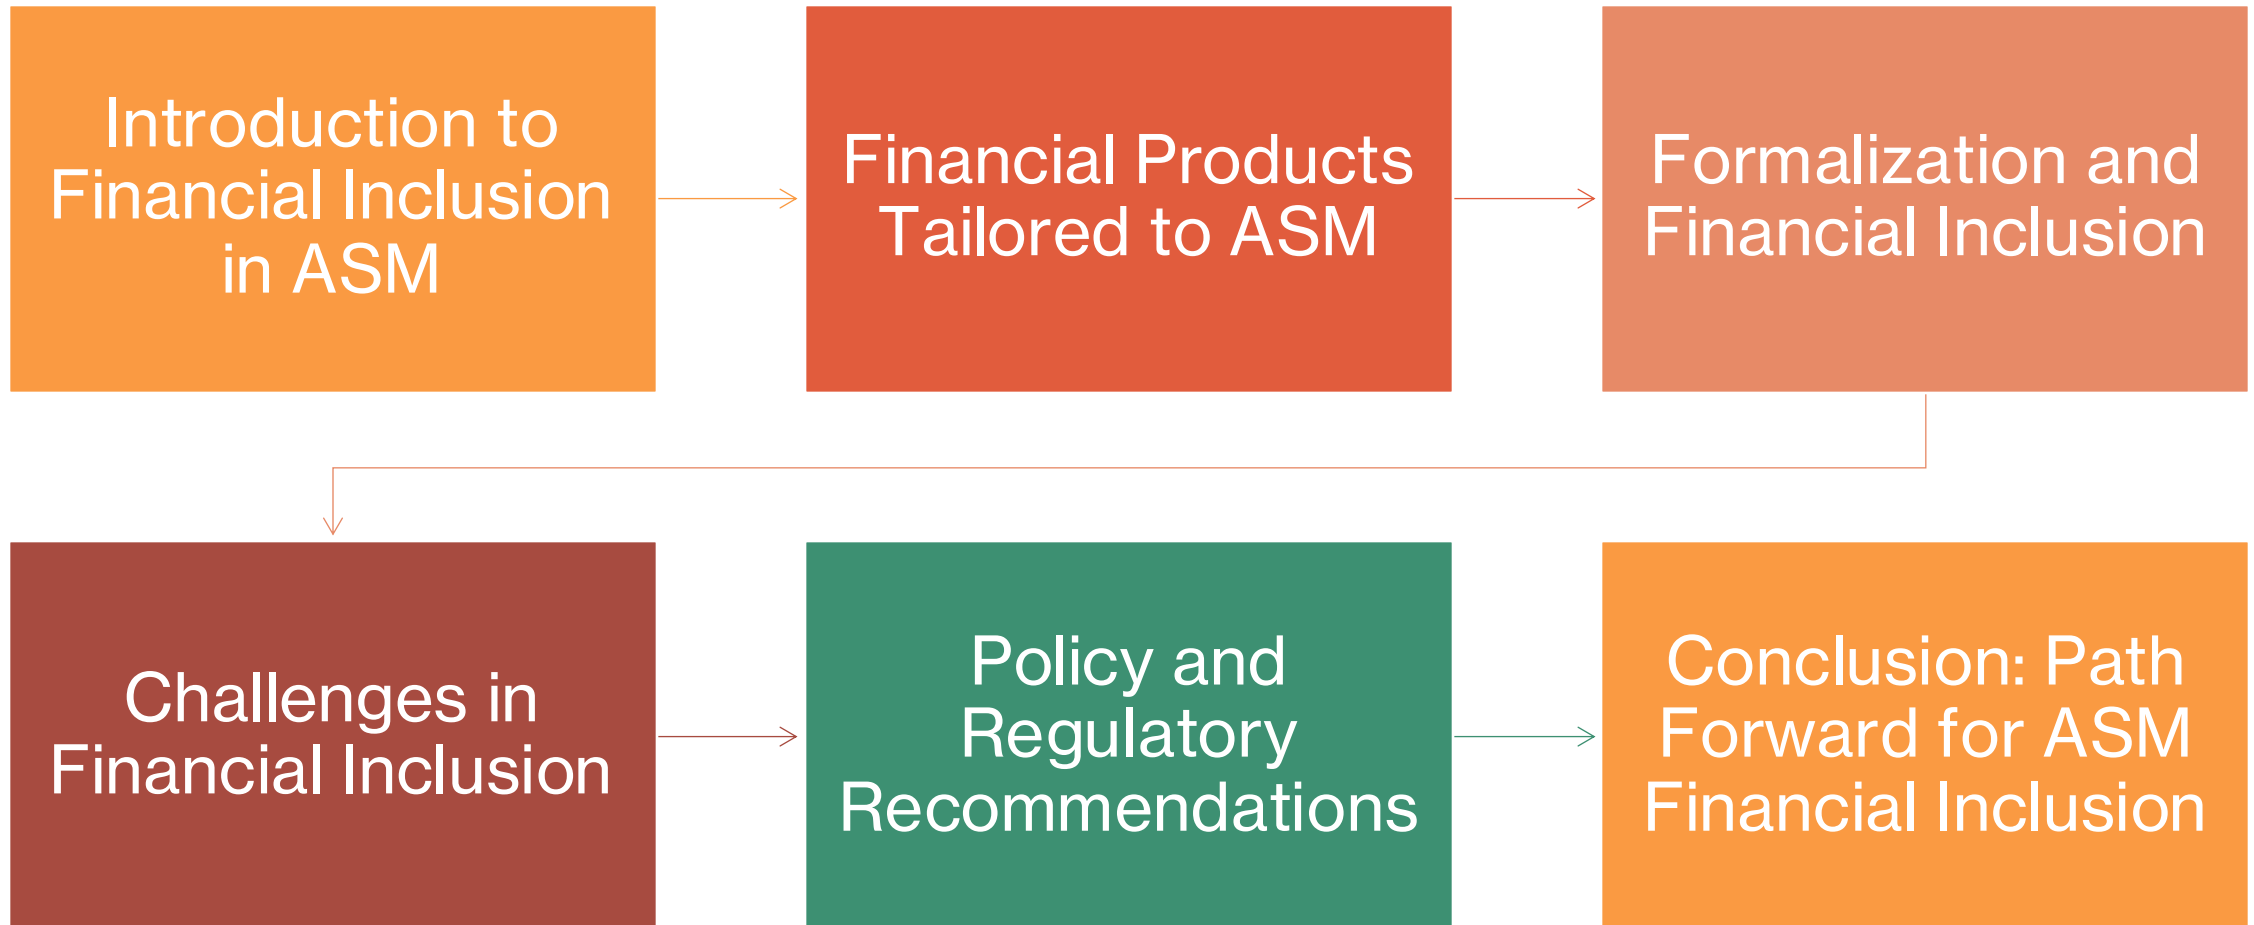 Introduction to
Financial Inclusion
in ASM
Financial Products
Tailored to ASM
Formalization and
Financial Inclusion
Challenges in
Financial Inclusion
Policy and
Regulatory
Recommendations
Conclusion: Path
Forward for ASM
Financial Inclusion